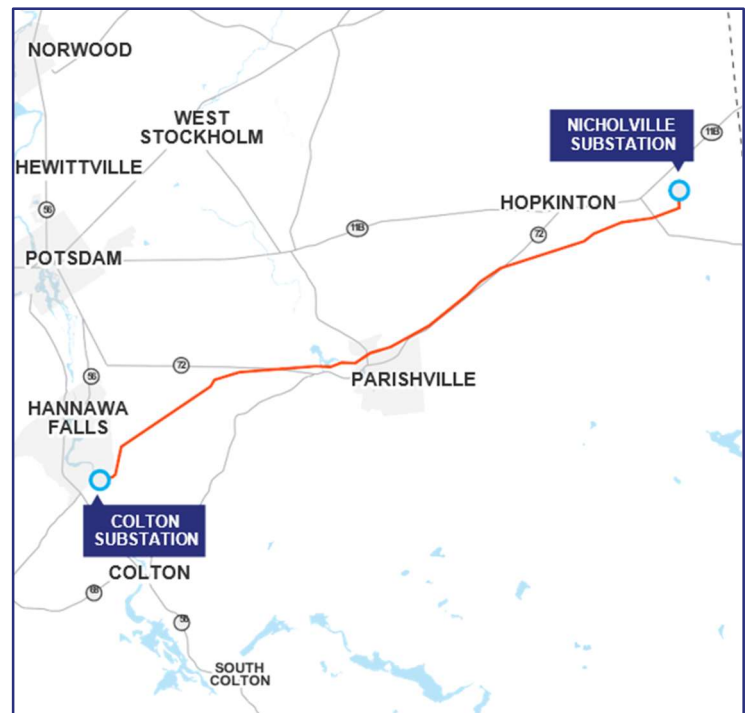 NORWOOD
WEST
STOCKHOLM
NICHOLVILLE
SUBSTATION
11B
HEWITTVILLE
HOPKINTON
56
11B
72
POTSDAM
72
56
PARISHVILLE
HANNAWA
FALLS
COLTON
SUBSTATION
COLTON
68
56
SOUTH
COLTON